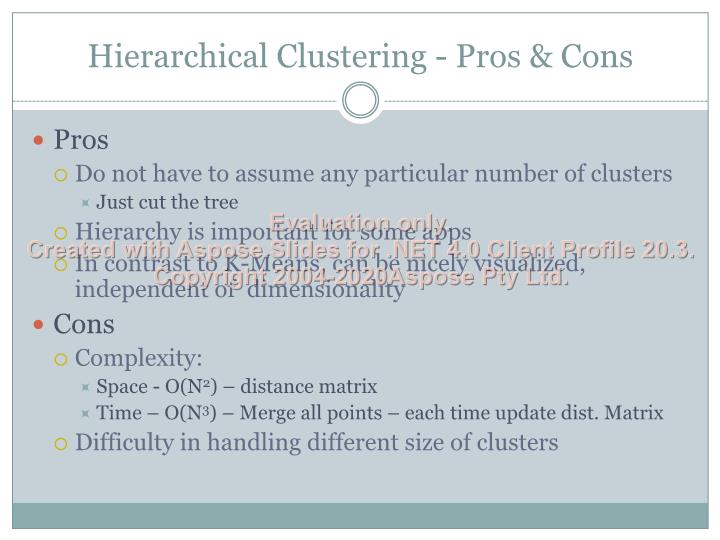 Hierarchical Clustering - Pros & Cons
Pros
Do not have to assume any particular number of clusters
Just cut the tree
Evaluation only.
Hierarchy is important for some apps
Created with Aspose.Slides for .NET 4.0 Client Profile 20.3.
In contrast to K-Means, can be nicely visualized,
Copyright 2004-2020Aspose Pty Ltd.
independent of dimensionality
Cons
Complexity:
Space - O(N²) – distance matrix
Time – O(N³) – Merge all points – each time update dist. Matrix
Difficulty in handling different size of clusters